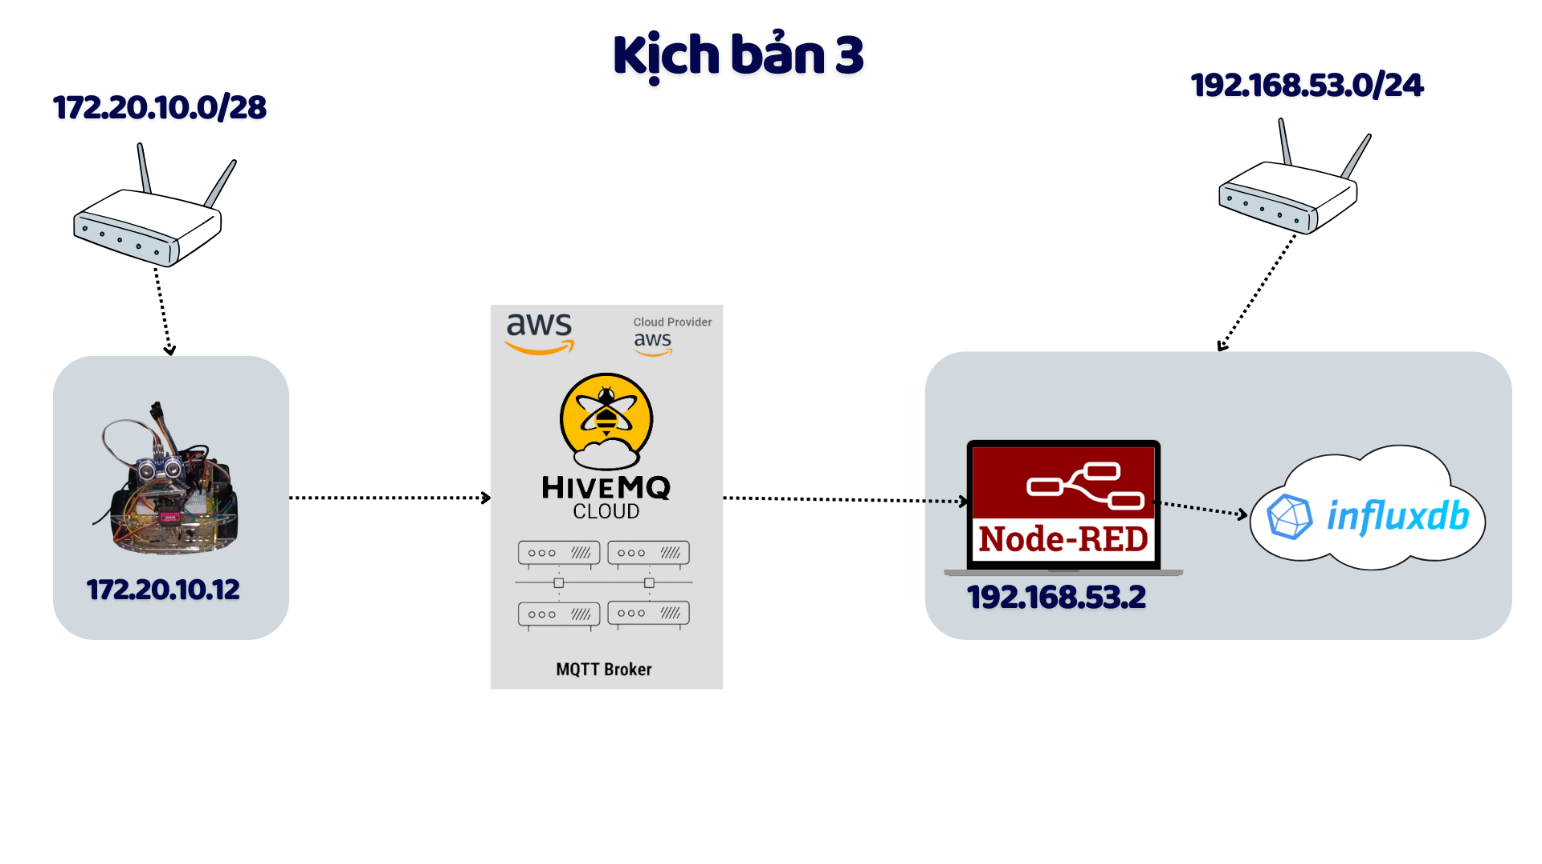 Kịch bản 3
172.20.10.0/28
192.168.53.0/24
aws
Cloud Provider
aws
HIVEMQ
CLOUD
MQTT Broker
172.20.10.12
Node-RED
192.168.53.2
influxdb